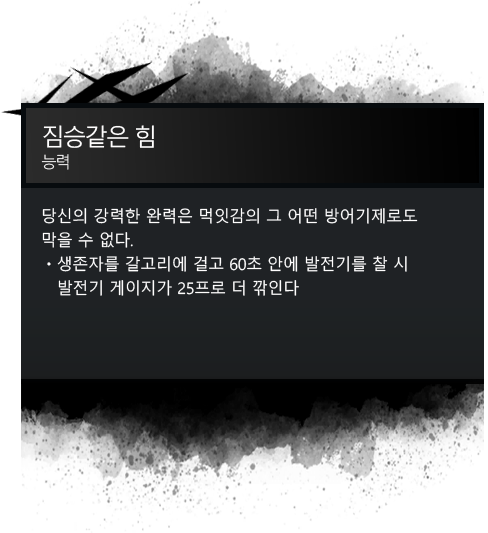 짐승같은 힘
능력
당신의 강력한 완력은 먹잇감의 그 어떤 방어기제로도
막을 수 없다.
• 생존자를 갈고리에 걸고 60초 안에 발전기를 찰 시
발전기 게이지가 25프로 더 깎인다